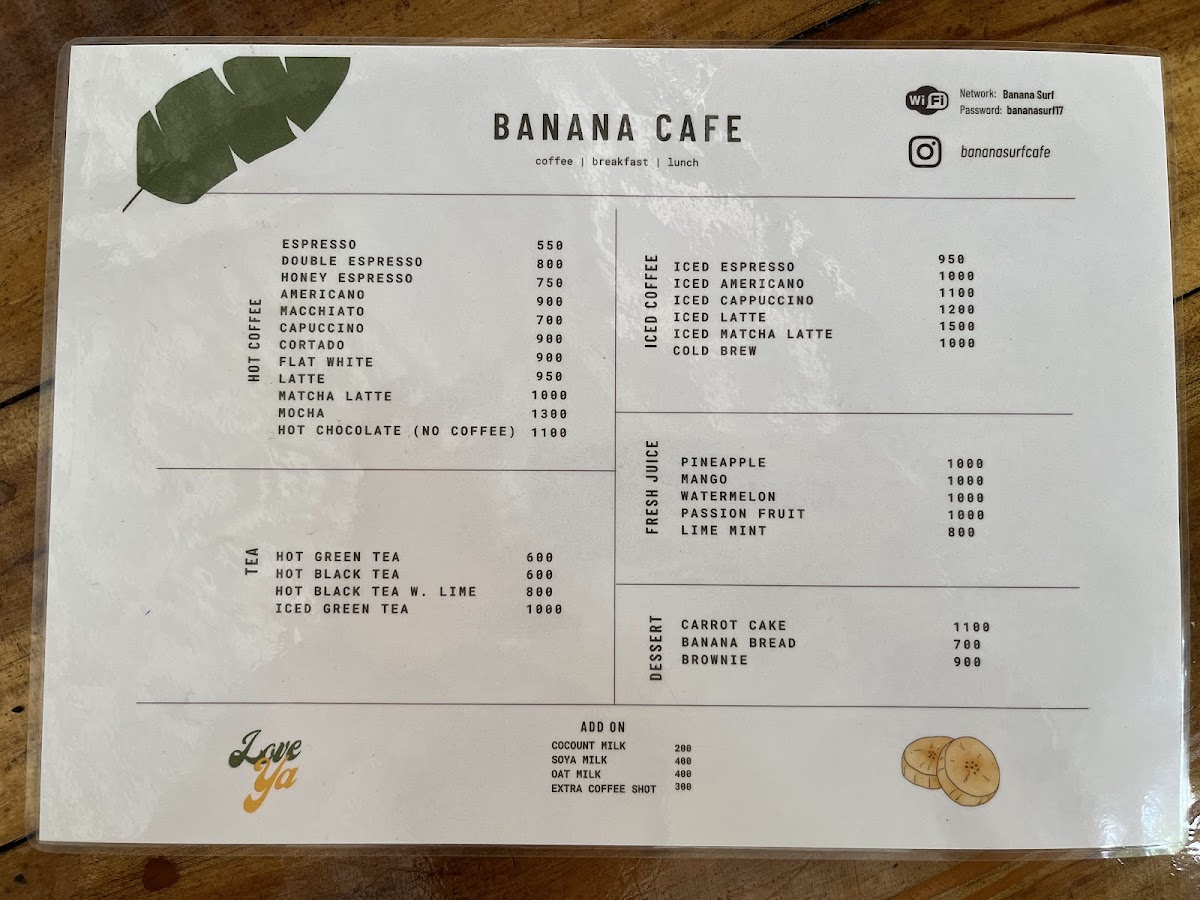 BANANA CAFE
coffee | breakfast | lunch
WiFi
Network: Banana Surf
Password: bananasurf17
bananasurfcafe
HOT COFFEE
ESPRESSO
DOUBLE ESPRESSO
HONEY ESPRESSO
AMERICANO
MACCHIATO
CAPUCCINO
CORTADO
FLAT WHITE
LATTE
MATCHA LATTE
MOCHA
HOT CHOCOLATE (NO COFFEE)
550
800
750
900
700
900
900
950
1000
1300
1100
TEA
HOT GREEN TEA 600
HOT BLACK TEA 600
HOT BLACK TEA W. LIME 800
ICED GREEN TEA 1000
ICED COFFEE
ICED ESPRESSO 950
ICED AMERICANO 1000
ICED CAPPUCCINO 1100
ICED LATTE 1200
ICED MATCHA LATTE 1500
COLD BREW 1000
FRESH JUICE
PINEAPPLE 1000
MANGO 1000
WATERMELON 1000
PASSION FRUIT 1000
LIME MINT 800
DESSERT
CARROT CAKE 1100
BANANA BREAD 700
BROWNIE 900
Love
Ya
ADD ON
COCOUNT MILK 200
SOYA MILK 400
OAT MILK 400
EXTRA COFFEE SHOT 300